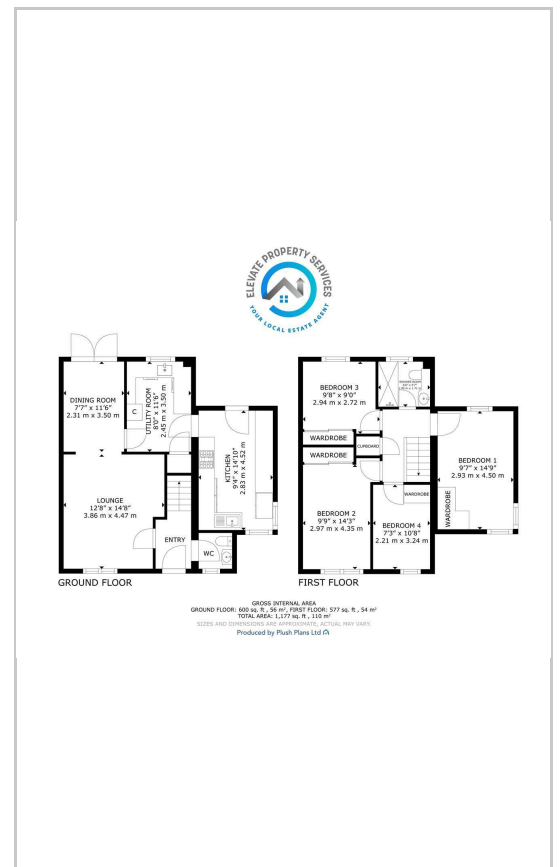 ELEVATE PROPERTY SERVICES
YOUR LOCAL ESTATE AGENT
DINING ROOM
7'7" x 11'6"
2.31 m x 3.50 m
C
UTILITY ROOM
8'0" x 11'6"
2.45 m x 3.50 m
KITCHEN
9'4" x 14'10"
2.83 m x 4.52 m
LOUNGE
12'8" x 14'8"
3.86 m x 4.47 m
ENTRY
WC
GROUND FLOOR
BEDROOM 3
9'8" x 9'0"
2.94 m x 2.72 m
WARDROBE
CUPBOARD
WARDROBE
BEDROOM 1
9'7" x 14'9"
2.93 m x 4.50 m
WARDROBE
BEDROOM 2
9'9" x 14'3"
2.97 m x 4.35 m
WARDROBE
BEDROOM 4
7'3" x 10'8"
2.21 m x 3.24 m
FIRST FLOOR
GROSS INTERNAL AREA
GROUND FLOOR: 600 sq. ft , 56 m², FIRST FLOOR: 577 sq. ft , 54 m²
TOTAL AREA: 1,177 sq. ft , 110 m²
SIZES AND DIMENSIONS ARE APPROXIMATE, ACTUAL MAY VARY.
Produced by Plush Plans Ltd